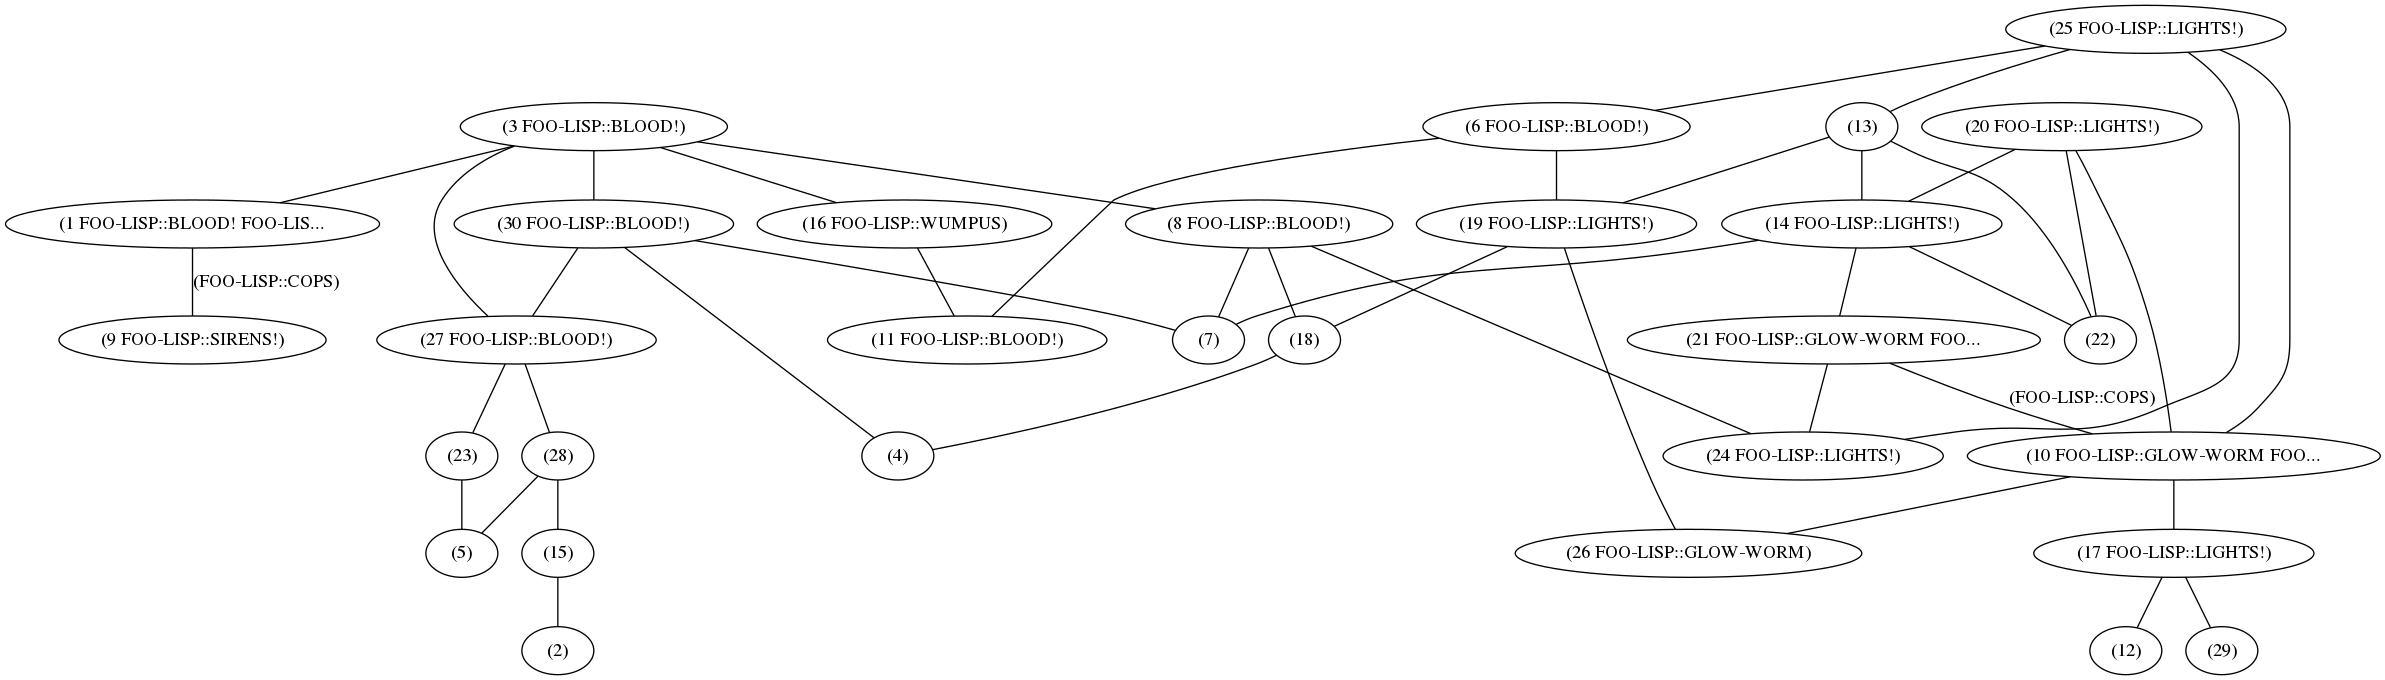 (25 FOO-LISP::LIGHTS!)
(3 FOO-LISP::BLOOD!)
(6 FOO-LISP::BLOOD!)
(13)
(20 FOO-LISP::LIGHTS!)
(1 FOO-LISP::BLOOD! FOO-LIS...
(30 FOO-LISP::BLOOD!)
(16 FOO-LISP::WUMPUS)
(8 FOO-LISP::BLOOD!)
(19 FOO-LISP::LIGHTS!)
(14 FOO-LISP::LIGHTS!)
(FOO-LISP::COPS)
(9 FOO-LISP::SIRENS!)
(27 FOO-LISP::BLOOD!)
(11 FOO-LISP::BLOOD!)
(7)
(18)
(21 FOO-LISP::GLOW-WORM FOO...
(22)
(FOO-LISP::COPS)
(23)
(28)
(4)
(24 FOO-LISP::LIGHTS!)
(10 FOO-LISP::GLOW-WORM FOO...
(5)
(15)
(26 FOO-LISP::GLOW-WORM)
(17 FOO-LISP::LIGHTS!)
(2)
(12)
(29)